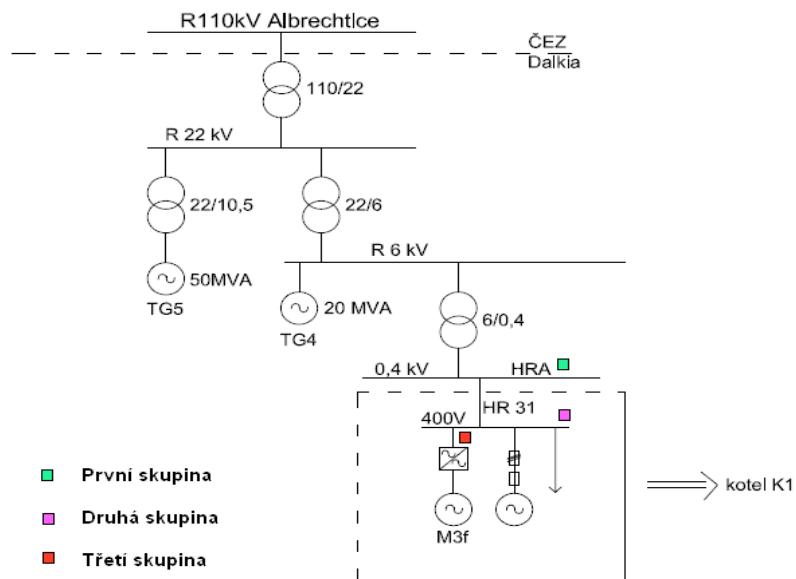 R110kV Albrechtlce
ČEZ
Dalkia
110/22
R 22 kV
22/10,5
22/6
R 6 kV
50MVA
TG5
20 MVA
TG4
6/0,4
0,4 kV
HRA
HR 31
400V
První skupina
Druhá skupina
Třetí skupina
M3f
kotel K1